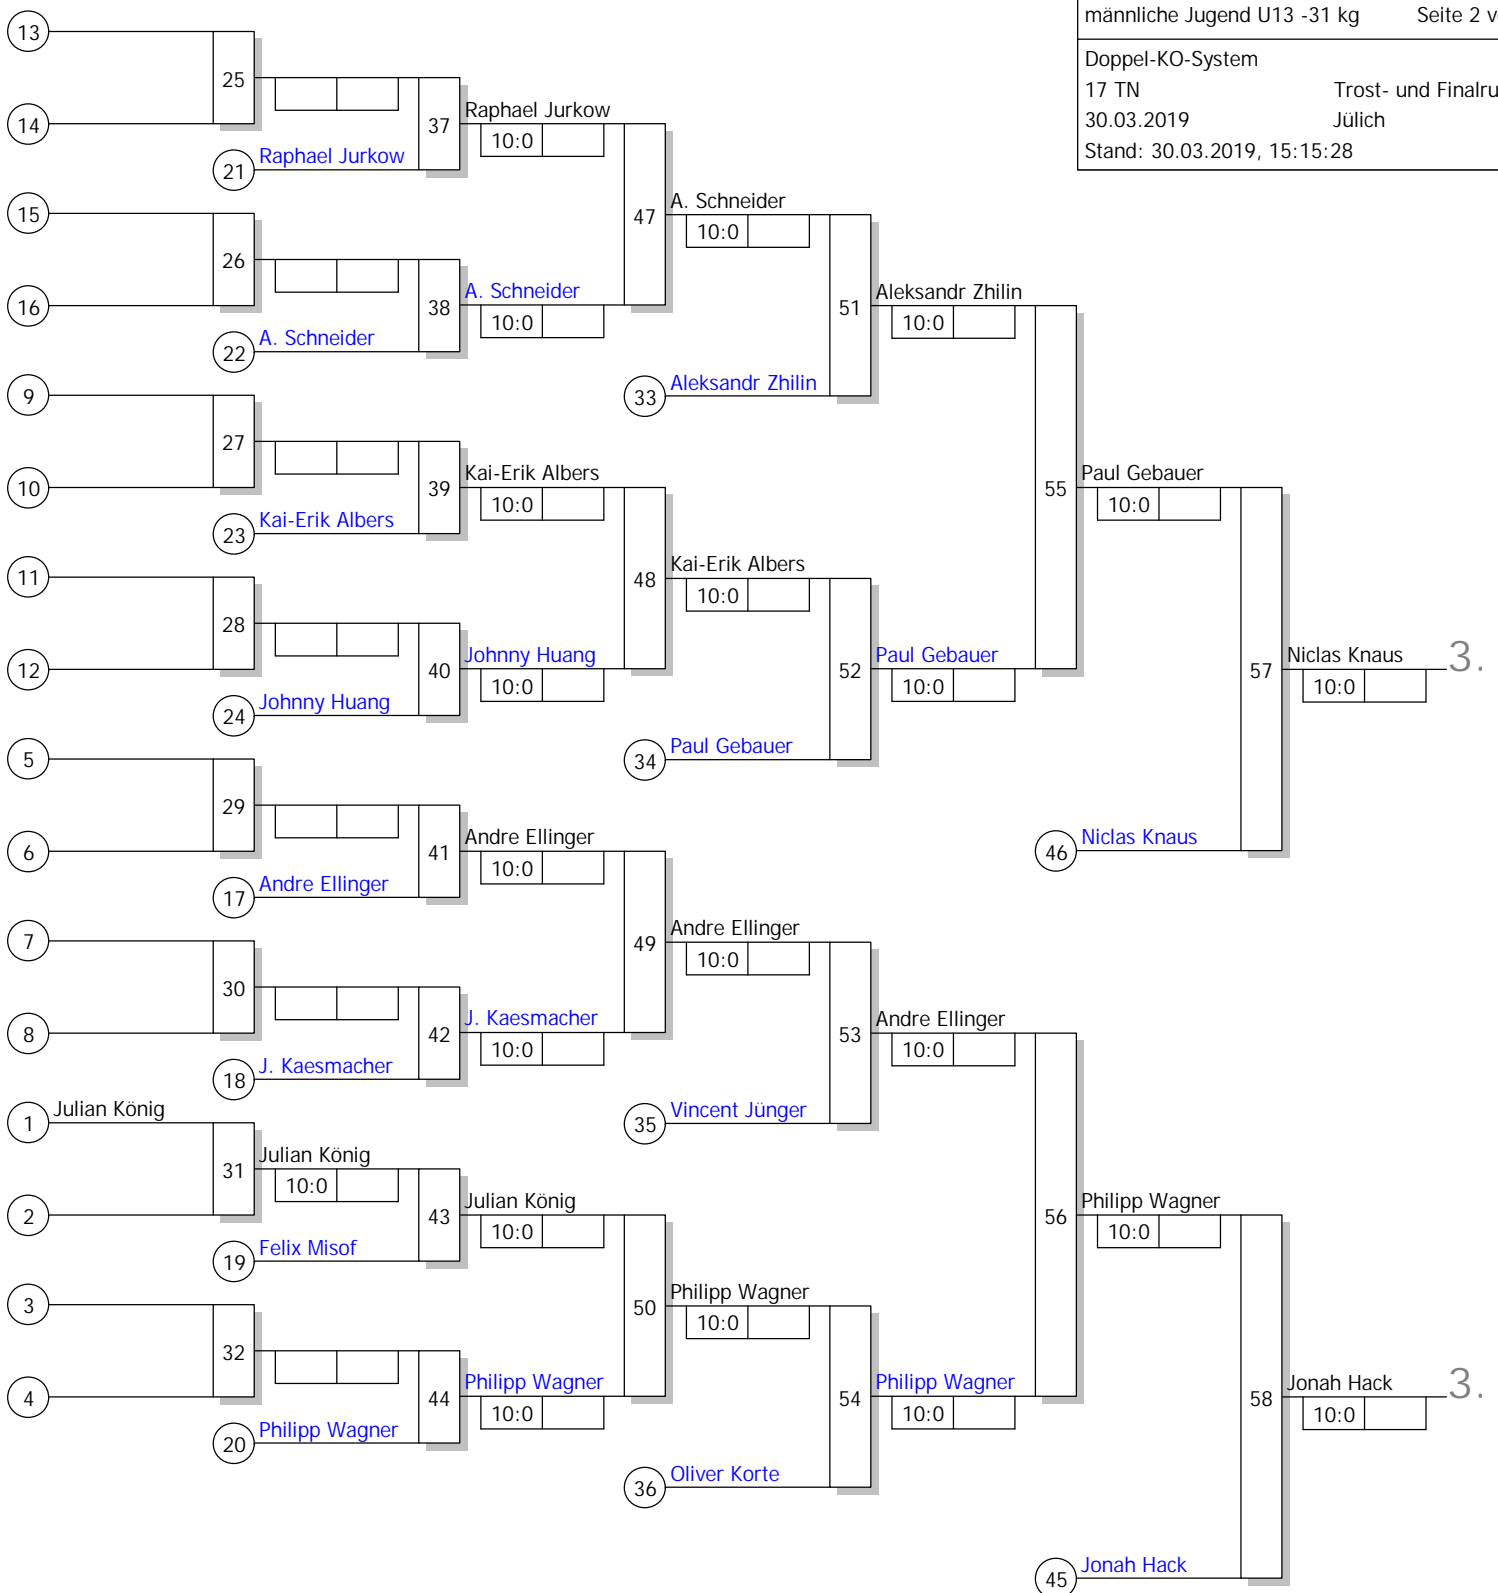 männliche Jugend U13 -31 kg Seite 2
Doppel-KO-System
17 TN Trost- und
30.03.2019 Jülich
Stand: 30.03.2019, 15:15:28
13
25
14
37
Raphael Jurkow
10:0
21 Raphael Jurkow
15
47
A. Schneider
10:0
26
16
38
A. Schneider
10:0
22 A. Schneider
51
Aleksandr Zhilin
10:0
33 Aleksandr Zhilin
9
27
10
39
Kai-Erik Albers
10:0
23 Kai-Erik Albers
55
Paul Gebauer
10:0
11
48
Kai-Erik Albers
10:0
28
12
40
Johnny Huang
10:0
24 Johnny Huang
52
Paul Gebauer
10:0
34 Paul Gebauer
57
Niclas Knaus
10:0
3.
5
29
6
41
Andre Ellinger
10:0
17 Andre Ellinger
46 Niclas Knaus
7
49
Andre Ellinger
10:0
30
8
42
J. Kaesmacher
10:0
18 J. Kaesmacher
53
Andre Ellinger
10:0
35 Vincent Jünger
1 Julian König
31
Julian König
10:0
2
43
Julian König
10:0
19 Felix Misof
56
Philipp Wagner
10:0
3
50
Philipp Wagner
10:0
32
4
44
Philipp Wagner
10:0
20 Philipp Wagner
54
Philipp Wagner
10:0
36 Oliver Korte
58
Jonah Hack
10:0
3.
45 Jonah Hack